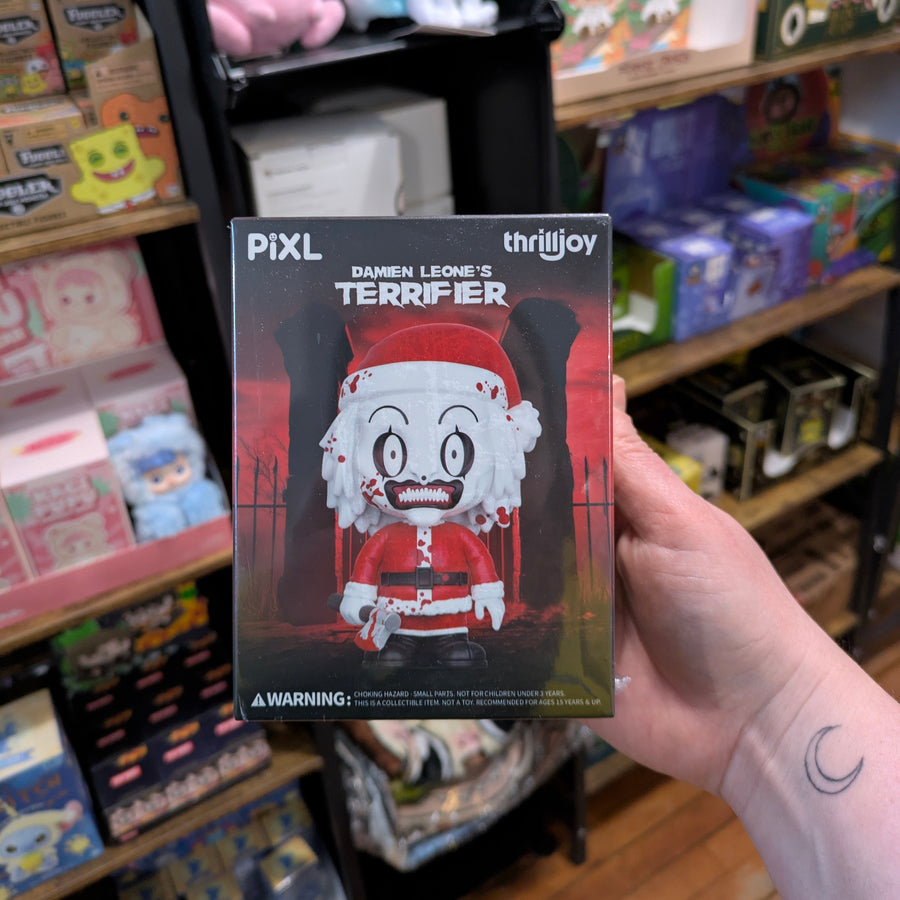 PiXL
thrilljoy
DAMIEN LEONE'S
TERRIFIER
WARNING:
CHOKING HAZARD - SMALL PARTS. NOT FOR CHILDREN UNDER 3 YEARS.
THIS IS A COLLECTIBLE ITEM. NOT A TOY. RECOMMENDED FOR AGES 15 YEARS & UP.